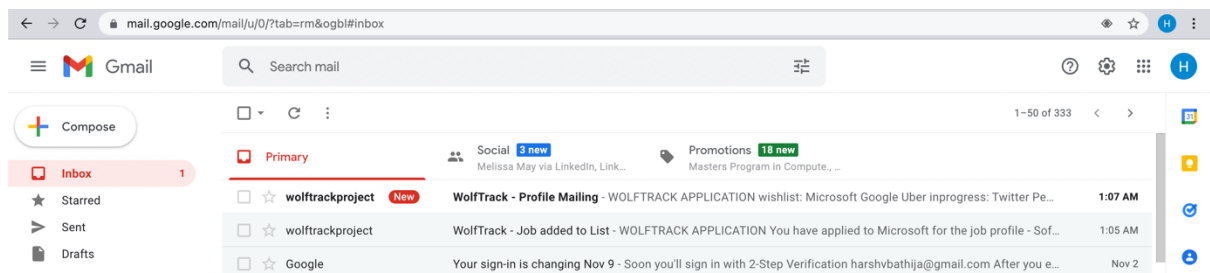 mail.google.com/mail/u/0/?tab=rm&ogbl#inbox
H
Gmail
Search mail
H
Compose
1–50 of 333
31
Primary
Social 3 new
Melissa May via LinkedIn, Link...
Promotions 18 new
Masters Program in Compute., ...
Inbox 1
Starred
Sent
Drafts
wolftrackproject New WolfTrack - Profile Mailing - WOLFTRACK APPLICATION wishlist: Microsoft Google Uber inprogress: Twitter Pe... 1:07 AM
wolftrackproject WolfTrack - Job added to List - WOLFTRACK APPLICATION You have applied to Microsoft for the job profile - Sof... 1:05 AM
Google Your sign-in is changing Nov 9 - Soon you'll sign in with 2-Step Verification harshvbathija@gmail.com After you e... Nov 2